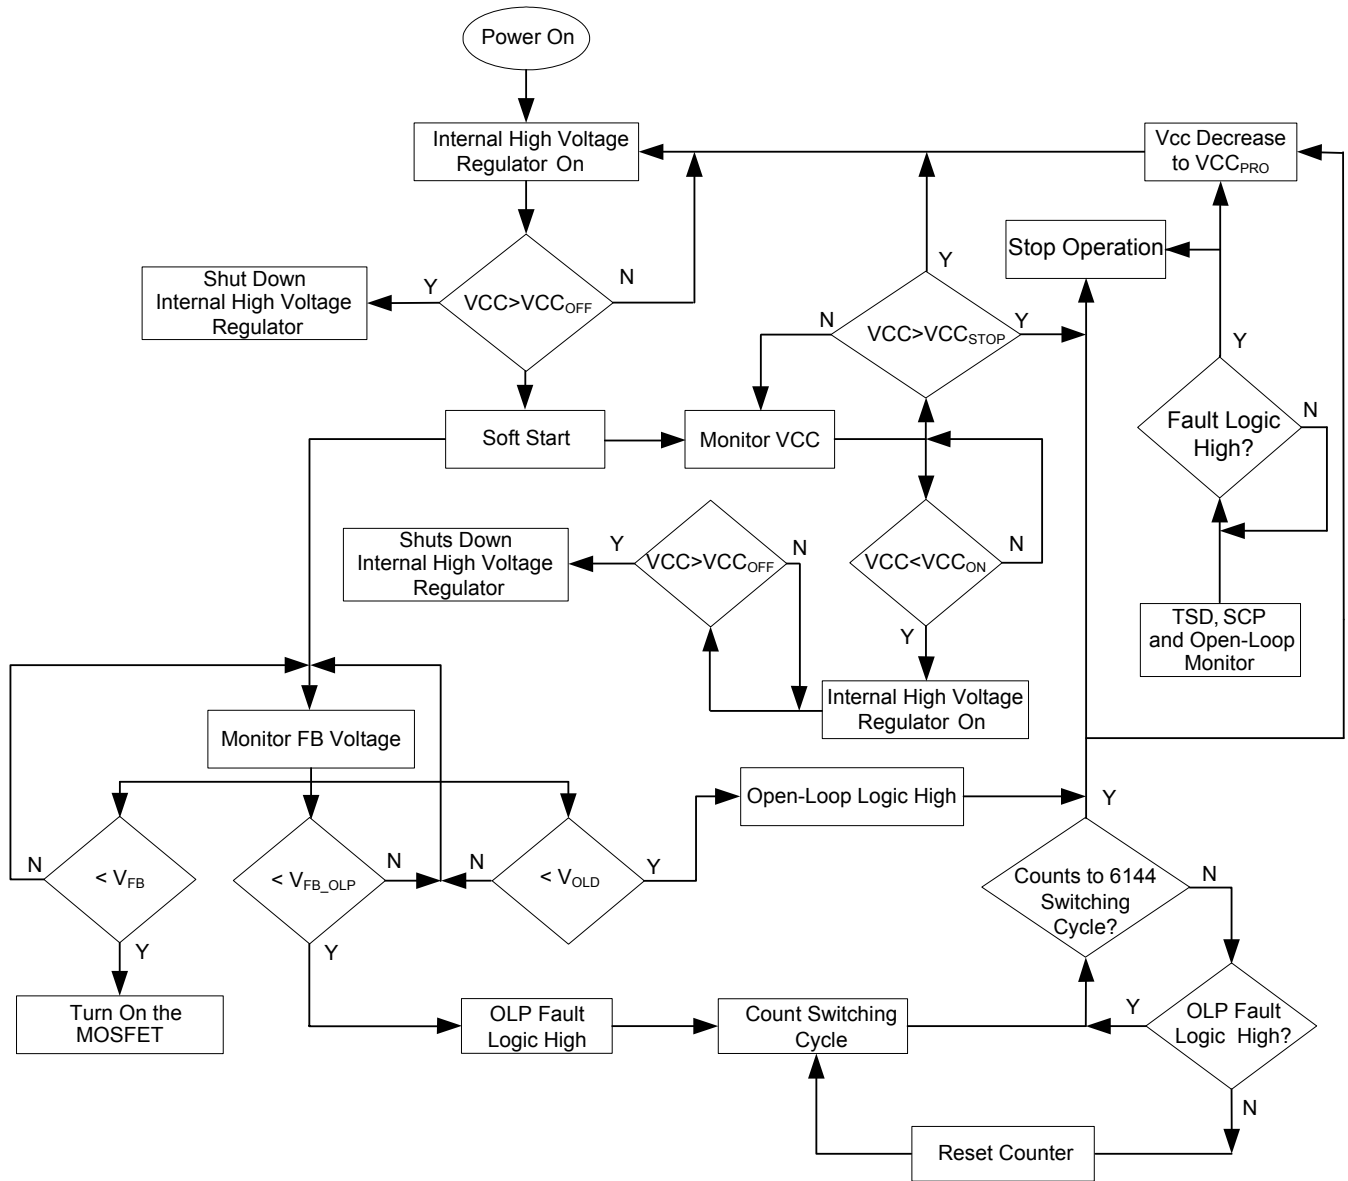 Power On
Internal High Voltage
Regulator On
Vcc Decrease
to VCCPRO
Stop Operation
Shut Down
Internal High Voltage
Regulator
Y
VCC>VCCOFF
N
Y
N
VCC>VCCSTOP
Y
Y
Fault Logic
High?
N
Soft Start
Monitor VCC
Shuts Down
Internal High Voltage
Regulator
Y
VCC>VCCOFF
N
VCC<VCCON
N
Y
TSD, SCP
and Open-Loop
Monitor
Internal High Voltage
Regulator On
Monitor FB Voltage
Open-Loop Logic High
Y
N
< VFB
Y
< VFB_OLP
N
Y
N
< VOLD
Y
Counts to 6144
Switching
Cycle?
N
Turn On the
MOSFET
OLP Fault
Logic High
Count Switching
Cycle
Y
OLP Fault
Logic High?
N
Reset Counter